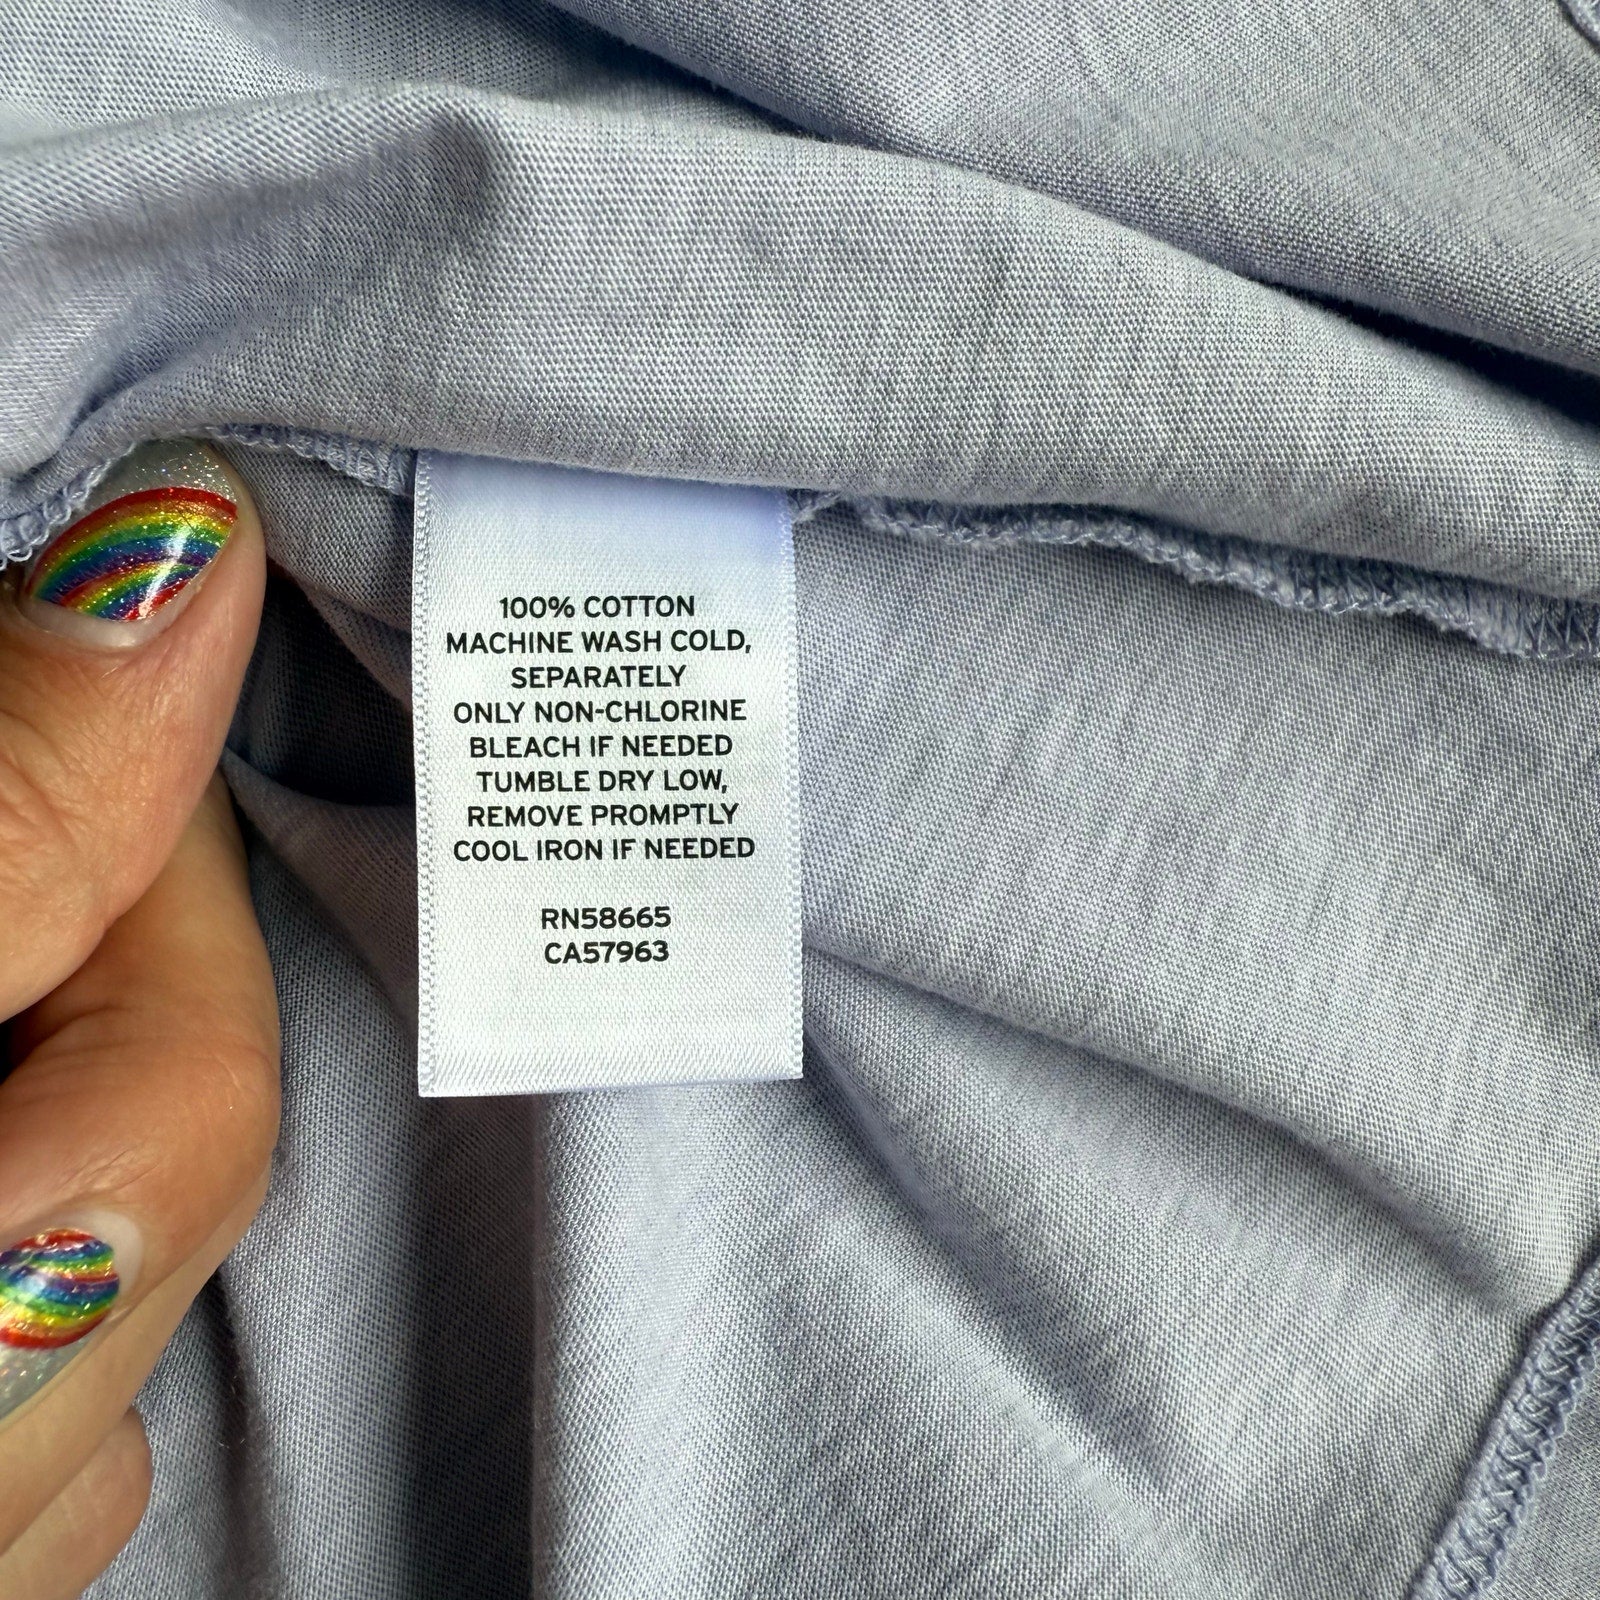 100% COTTON
MACHINE WASH COLD,
SEPARATELY
ONLY NON-CHLORINE
BLEACH IF NEEDED
TUMBLE DRY LOW,
REMOVE PROMPTLY
COOL IRON IF NEEDED
RN58665
CA57963